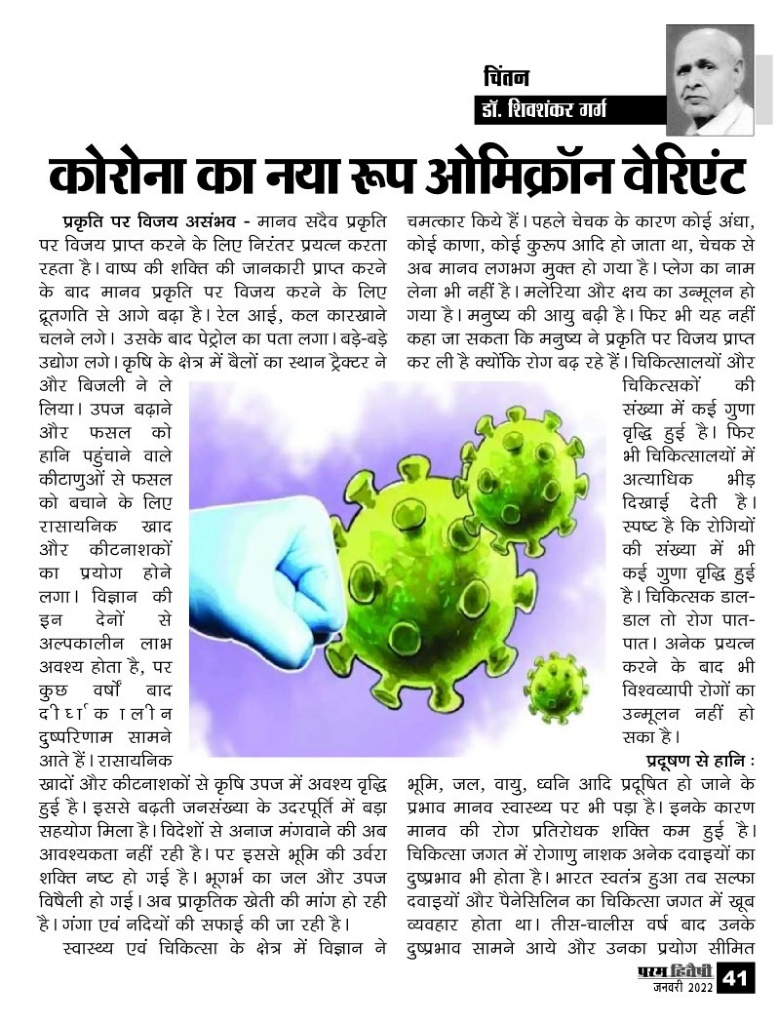 चिंतन
डॉ. शिवशंकर गर्ग
कोरोना का नया रूप ओमिक्रॉन वेरिएंट
प्रकृति पर विजय असंभव - मानव सदैव प्रकृति
पर विजय प्राप्त करने के लिए निरंतर प्रयत्न करता
रहता है। वाष्प की शक्ति की जानकारी प्राप्त करने
के बाद मानव प्रकृति पर विजय करने के लिए
द्रूतगति से आगे बढ़ा है। रेल आई, कल कारखाने
चलने लगे। उसके बाद पेट्रोल का पता लगा। बड़े-बड़े
उद्योग लगे। कृषि के क्षेत्र में बैलों का स्थान ट्रैक्टर ने
और बिजली ने ले
लिया। उपज बढ़ाने
और फसल को
हानि पहुंचाने वाले
कीटाणुओं से फसल
को बचाने के लिए
रासायनिक खाद
और कीटनाशकों
का प्रयोग होने
लगा। विज्ञान की
इन देनों से
अल्पकालीन लाभ
अवश्य होता है, पर
कुछ वर्षों बाद
दीर्घाकालीन
दुष्परिणाम सामने
आते हैं। रासायनिक
खादों और कीटनाशकों से कृषि उपज में अवश्य वृद्धि
हुई है। इससे बढ़ती जनसंख्या के उदरपूर्ति में बड़ा
सहयोग मिला है। विदेशों से अनाज मंगवाने की अब
आवश्यकता नहीं रही है। पर इससे भूमि की उर्वरा
शक्ति नष्ट हो गई है। भूगर्भ का जल और उपज
विषैली हो गई। अब प्राकृतिक खेती की मांग हो रही
है। गंगा एवं नदियों की सफाई की जा रही है।
स्वास्थ्य एवं चिकित्सा के क्षेत्र में विज्ञान ने
चमत्कार किये हैं। पहले चेचक के कारण कोई अंधा,
कोई काणा, कोई कुरूप आदि हो जाता था, चेचक से
अब मानव लगभग मुक्त हो गया है। प्लेग का नाम
लेना भी नहीं है। मलेरिया और क्षय का उन्मूलन हो
गया है। मनुष्य की आयु बढ़ी है। फिर भी यह नहीं
कहा जा सकता कि मनुष्य ने प्रकृति पर विजय प्राप्त
कर ली है क्योंकि रोग बढ़ रहे हैं। चिकित्सालयों और
चिकित्सकों की
संख्या में कई गुणा
वृद्धि हुई है। फिर
भी चिकित्सालयों में
अत्याधिक भीड़
दिखाई देती है।
स्पष्ट है कि रोगियों
की संख्या में भी
कई गुणा वृद्धि हुई
है। चिकित्सक डाल-
डाल तो रोग पात-
पात। अनेक प्रयत्न
करने के बाद भी
विश्वव्यापी रोगों का
उन्मूलन नहीं हो
सका है।
प्रदूषण से हानि :
भूमि, जल, वायु, ध्वनि आदि प्रदूषित हो जाने के
प्रभाव मानव स्वास्थ्य पर भी पड़ा है। इनके कारण
मानव की रोग प्रतिरोधक शक्ति कम हुई है।
चिकित्सा जगत में रोगाणु नाशक अनेक दवाइयों का
दुष्प्रभाव भी होता है। भारत स्वतंत्र हुआ तब सल्फा
दवाइयों और पैनेसिलिन का चिकित्सा जगत में खूब
व्यवहार होता था। तीस-चालीस वर्ष बाद उनके
दुष्प्रभाव सामने आये और उनका प्रयोग सीमित
परम हितैषी
जनवरी 2022 41